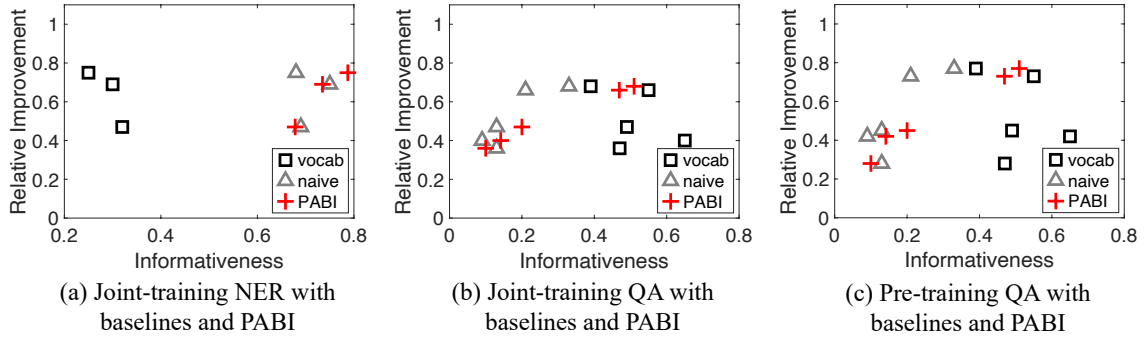 Relative Improvement
1
0.8
0.6
0.4
0.2
0
0.2
0.4
0.6
0.8
Informativeness
vocab
naive
PABI
(a) Joint-training NER with
baselines and PABI
Relative Improvement
1
0.8
0.6
0.4
0.2
0
0
0.2
0.4
0.6
0.8
Informativeness
vocab
naive
PABI
(b) Joint-training QA with
baselines and PABI
Relative Improvement
1
0.8
0.6
0.4
0.2
0
0
0.2
0.4
0.6
0.8
Informativeness
vocab
naive
PABI
(c) Pre-training QA with
baselines and PABI